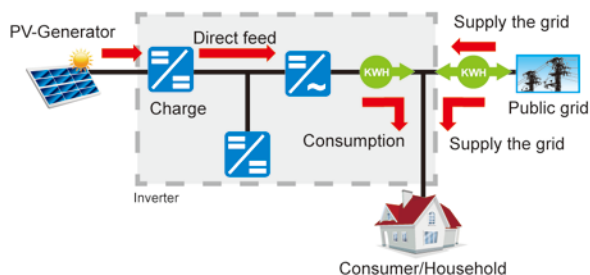 Supply the grid
PV-Generator
Direct feed
KWH
KWH
Charge
Public grid
Consumption
Supply the grid
Inverter
Consumer/Household